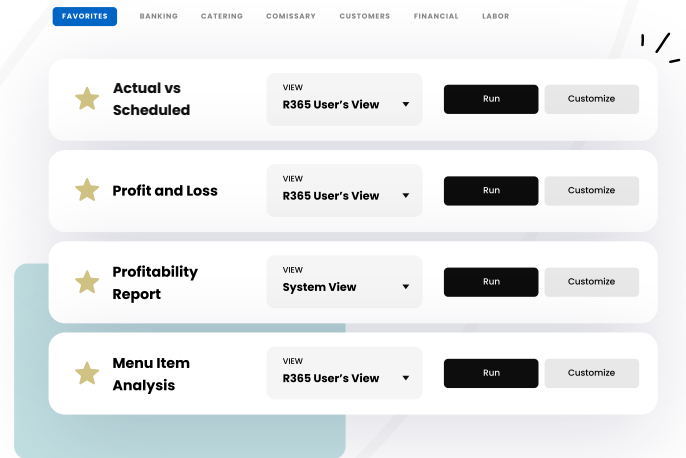 FAVORITES BANKING CATERING COMISSARY CUSTOMERS FINANCIAL LABOR
Actual vs
Scheduled
VIEW
R365 User’s View
Run
Customize
Profit and Loss
VIEW
R365 User’s View
Run
Customize
Profitability
Report
VIEW
System View
Run
Customize
Menu Item
Analysis
VIEW
R365 User’s View
Run
Customize